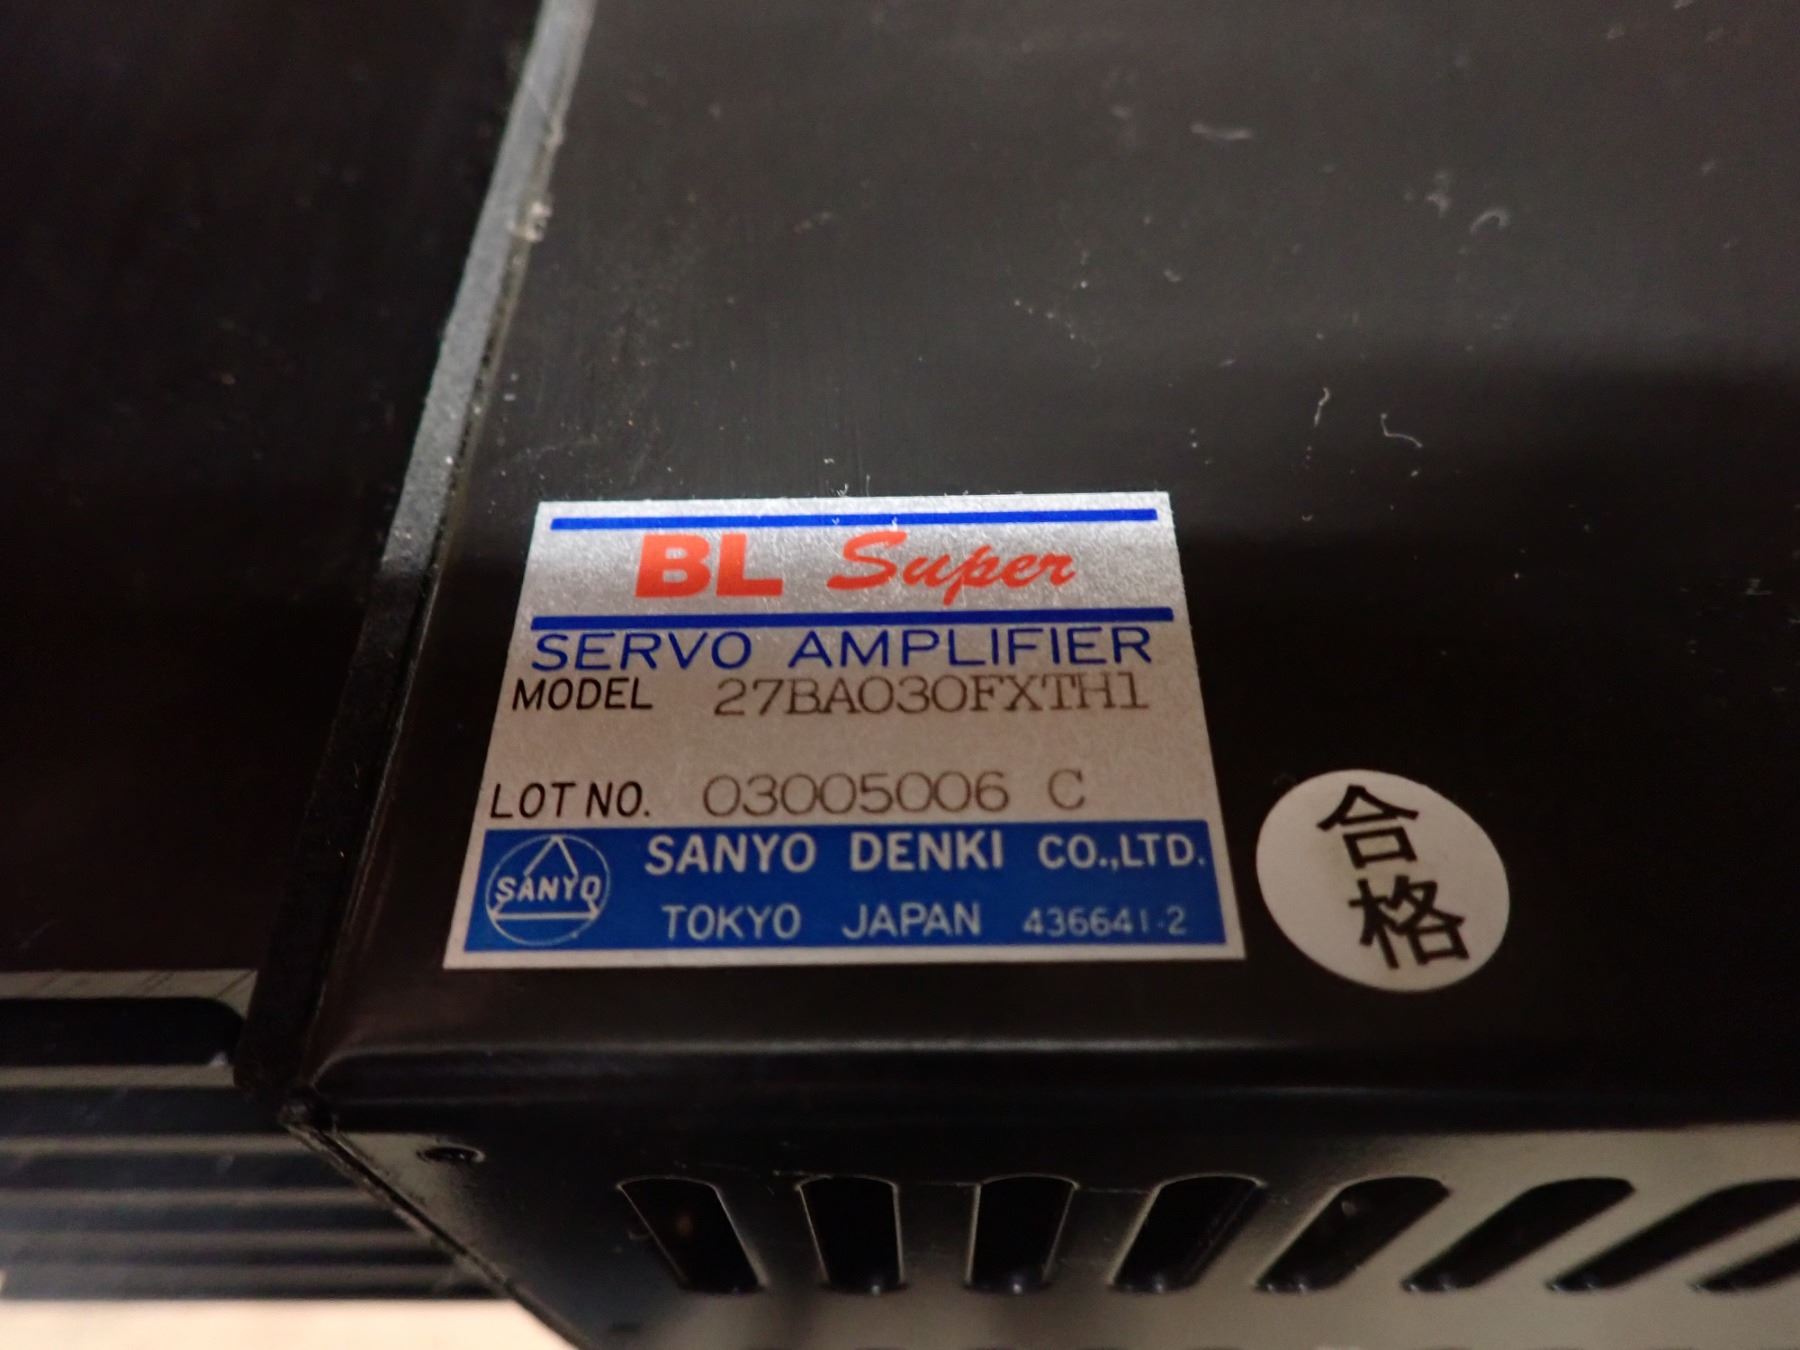 BL Super
SERVO AMPLIFIER
MODEL 27BA030FXTH1
LOT NO. 03005006 C
SANYO
SANYO DENKI CO.,LTD.
TOKYO JAPAN 436641-2
合格